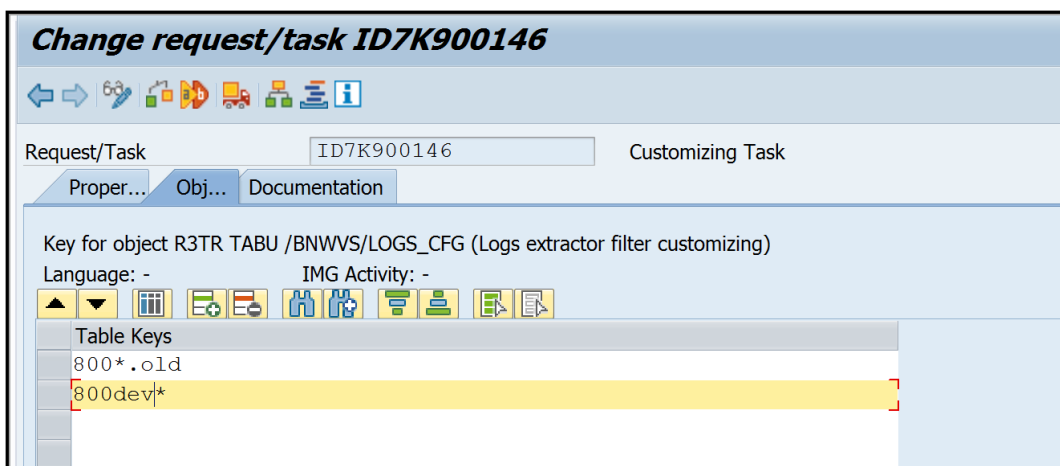 Change request/task ID7K900146
Request/Task ID7K900146 Customizing Task
Proper... Obj... Documentation
Key for object R3TR TABU /BNWVS/LOGS_CFG (Logs extractor filter customizing)
Language: - IMG Activity: -
Table Keys
800*.old
800dev*